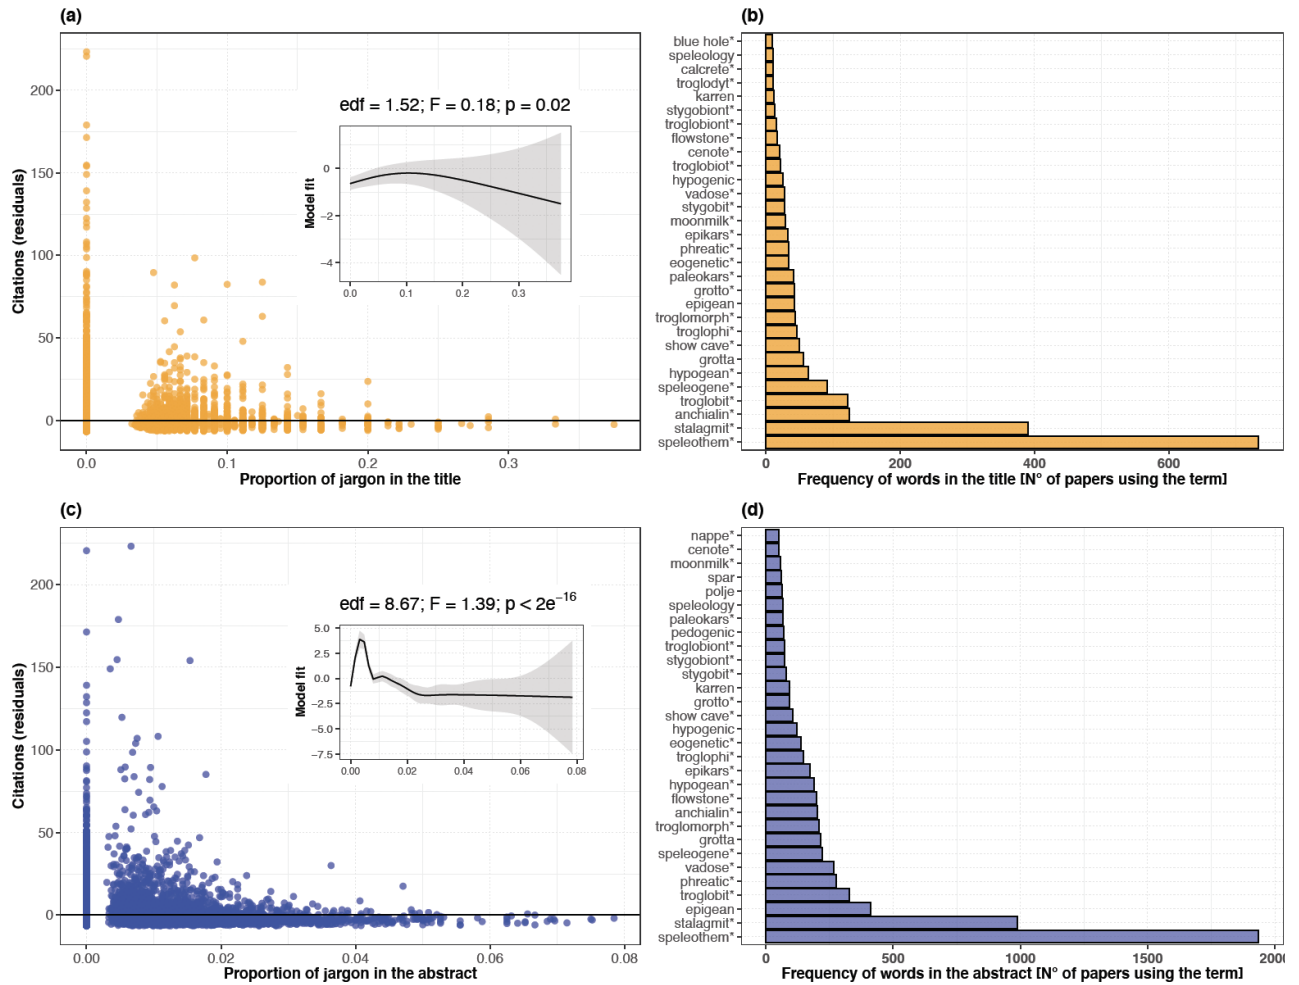 (a)
Citations (residuals)
200
150
100
50
0
0.0
0.1
0.2
0.3
Proportion of jargon in the title
edf = 1.52; F = 0.18; p = 0.02
Model fit
0
−2
−4
0.0
0.1
0.2
0.3
(b)
blue hole*
speleology
calcrete*
troglodyt*
karren
stygobiont*
troglobiont*
flowstone*
cenote*
troglobiot*
hypogenic
vadose*
stygobit*
moonmilk*
epikars*
phreatic*
eogenetic*
paleokars*
grotto*
epigean
troglomorph*
troglophi*
show cave*
grotta
hypogean*
speleogene*
troglobit*
anchialin*
stalagmit*
speleothem*
0
200
400
600
Frequency of words in the title [N° of papers using the term]
(c)
Citations (residuals)
200
150
100
50
0
0.00
0.02
0.04
0.06
0.08
Proportion of jargon in the abstract
edf = 8.67; F = 1.39; p < 2e−16
Model fit
5.0
2.5
0.0
−2.5
−5.0
−7.5
0.00
0.02
0.04
0.06
0.08
(d)
nappe*
cenote*
moonmilk*
spar
polje
speleology
paleokars*
pedogenic
troglobiont*
stygobiont*
stygobit*
karren
grotto*
show cave*
hypogenic
eogenetic*
troglophi*
epikars*
hypogean*
flowstone*
anchialin*
troglomorph*
grotta
speleogene*
vadose*
phreatic*
troglobit*
epigean
stalagmit*
speleothem*
0
500
1000
1500
2000
Frequency of words in the abstract [N° of papers using the term]